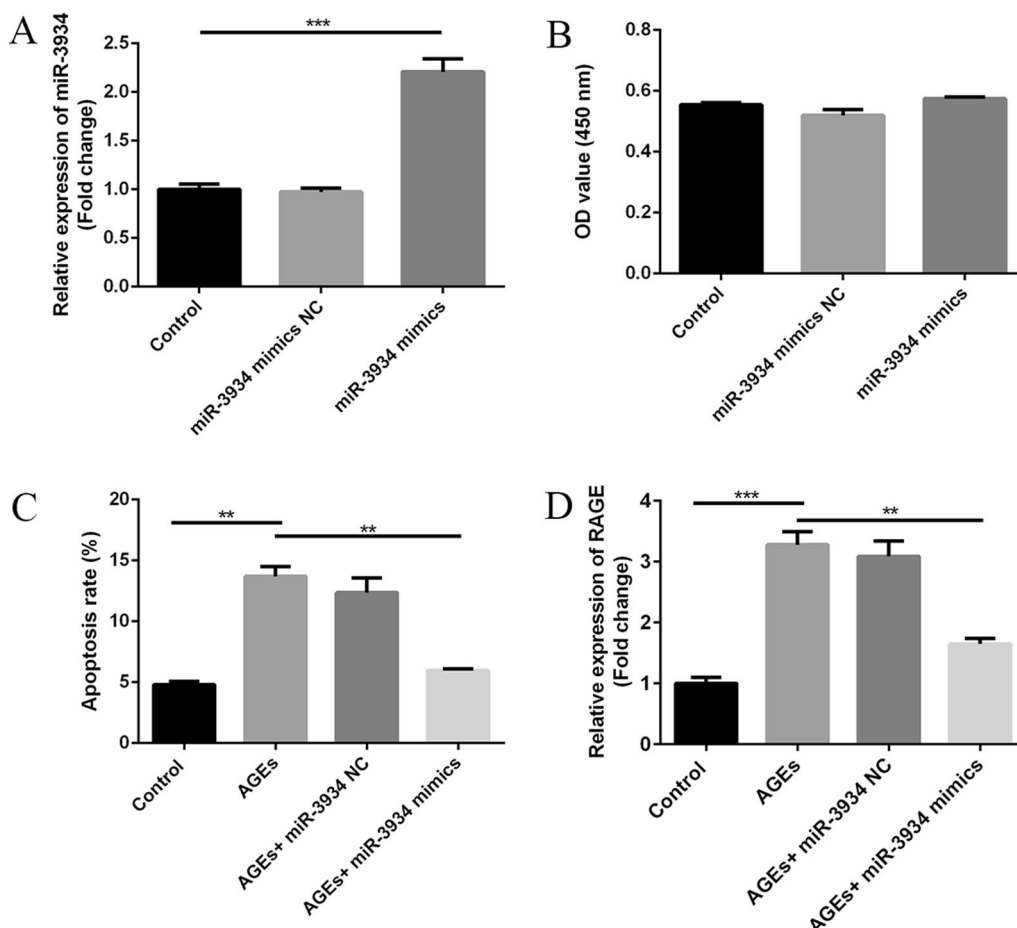 A
Relative expression of miR-3934
(Fold change)
2.5
2.0
1.5
1.0
0.5
0.0
***
Control
miR-3934 mimics NC
miR-3934 mimics
B
OD value (450 nm)
0.8
0.6
0.4
0.2
0.0
Control
miR-3934 mimics NC
miR-3934 mimics
C
Apoptosis rate (%)
20
15
10
5
0
**
**
Control
AGEs
AGEs+ miR-3934 NC
AGEs+ miR-3934 mimics
D
Relative expression of RAGE
(Fold change)
4
3
2
1
0
***
**
Control
AGEs
AGEs+ miR-3934 NC
AGEs+ miR-3934 mimics